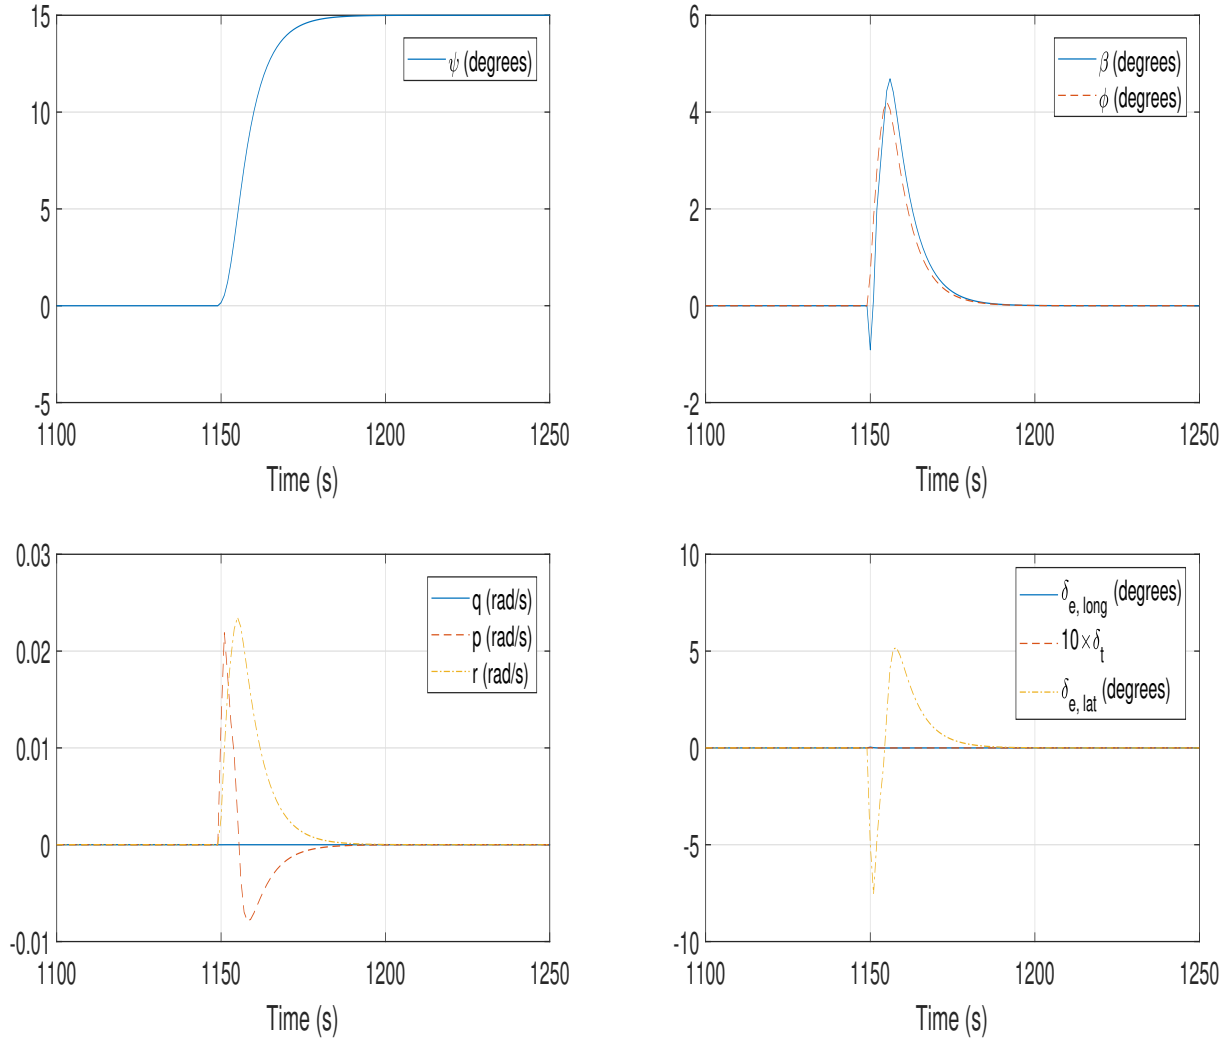 15
10
5
0
-5
1100
1150
1200
1250
Time (s)
ψ (degrees)
6
4
2
0
-2
1100
1150
1200
1250
Time (s)
β (degrees)
ϕ (degrees)
0.03
0.02
0.01
0
-0.01
1100
1150
1200
1250
Time (s)
q (rad/s)
p (rad/s)
r (rad/s)
10
5
0
-5
-10
1100
1150
1200
1250
Time (s)
δe, long (degrees)
10×δt
δe, lat (degrees)